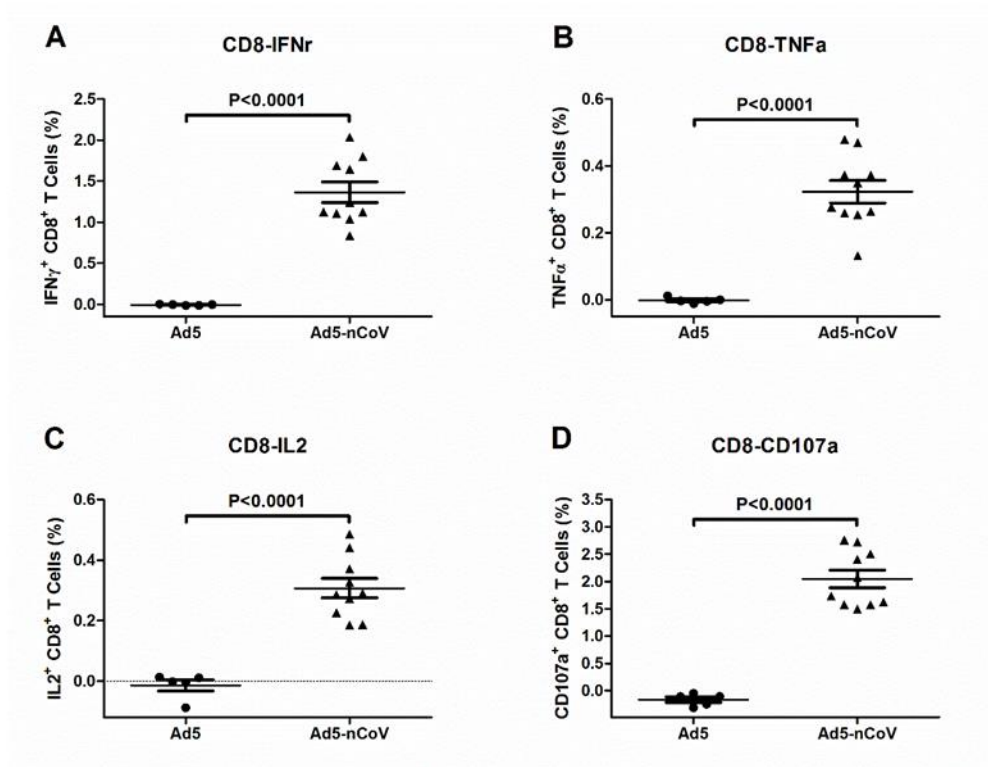 A
CD8-IFNr
P<0.0001
IFNγ⁺ CD8⁺ T Cells (%)
2.5
2.0
1.5
1.0
0.5
0.0
Ad5
Ad5-nCoV
B
CD8-TNFa
P<0.0001
TNFα⁺ CD8⁺ T Cells (%)
0.6
0.4
0.2
0.0
Ad5
Ad5-nCoV
C
CD8-IL2
P<0.0001
IL2⁺ CD8⁺ T Cells (%)
0.6
0.4
0.2
0.0
Ad5
Ad5-nCoV
D
CD8-CD107a
P<0.0001
CD107a⁺ CD8⁺ T Cells (%)
3.5
3.0
2.5
2.0
1.5
1.0
0.5
0.0
Ad5
Ad5-nCoV